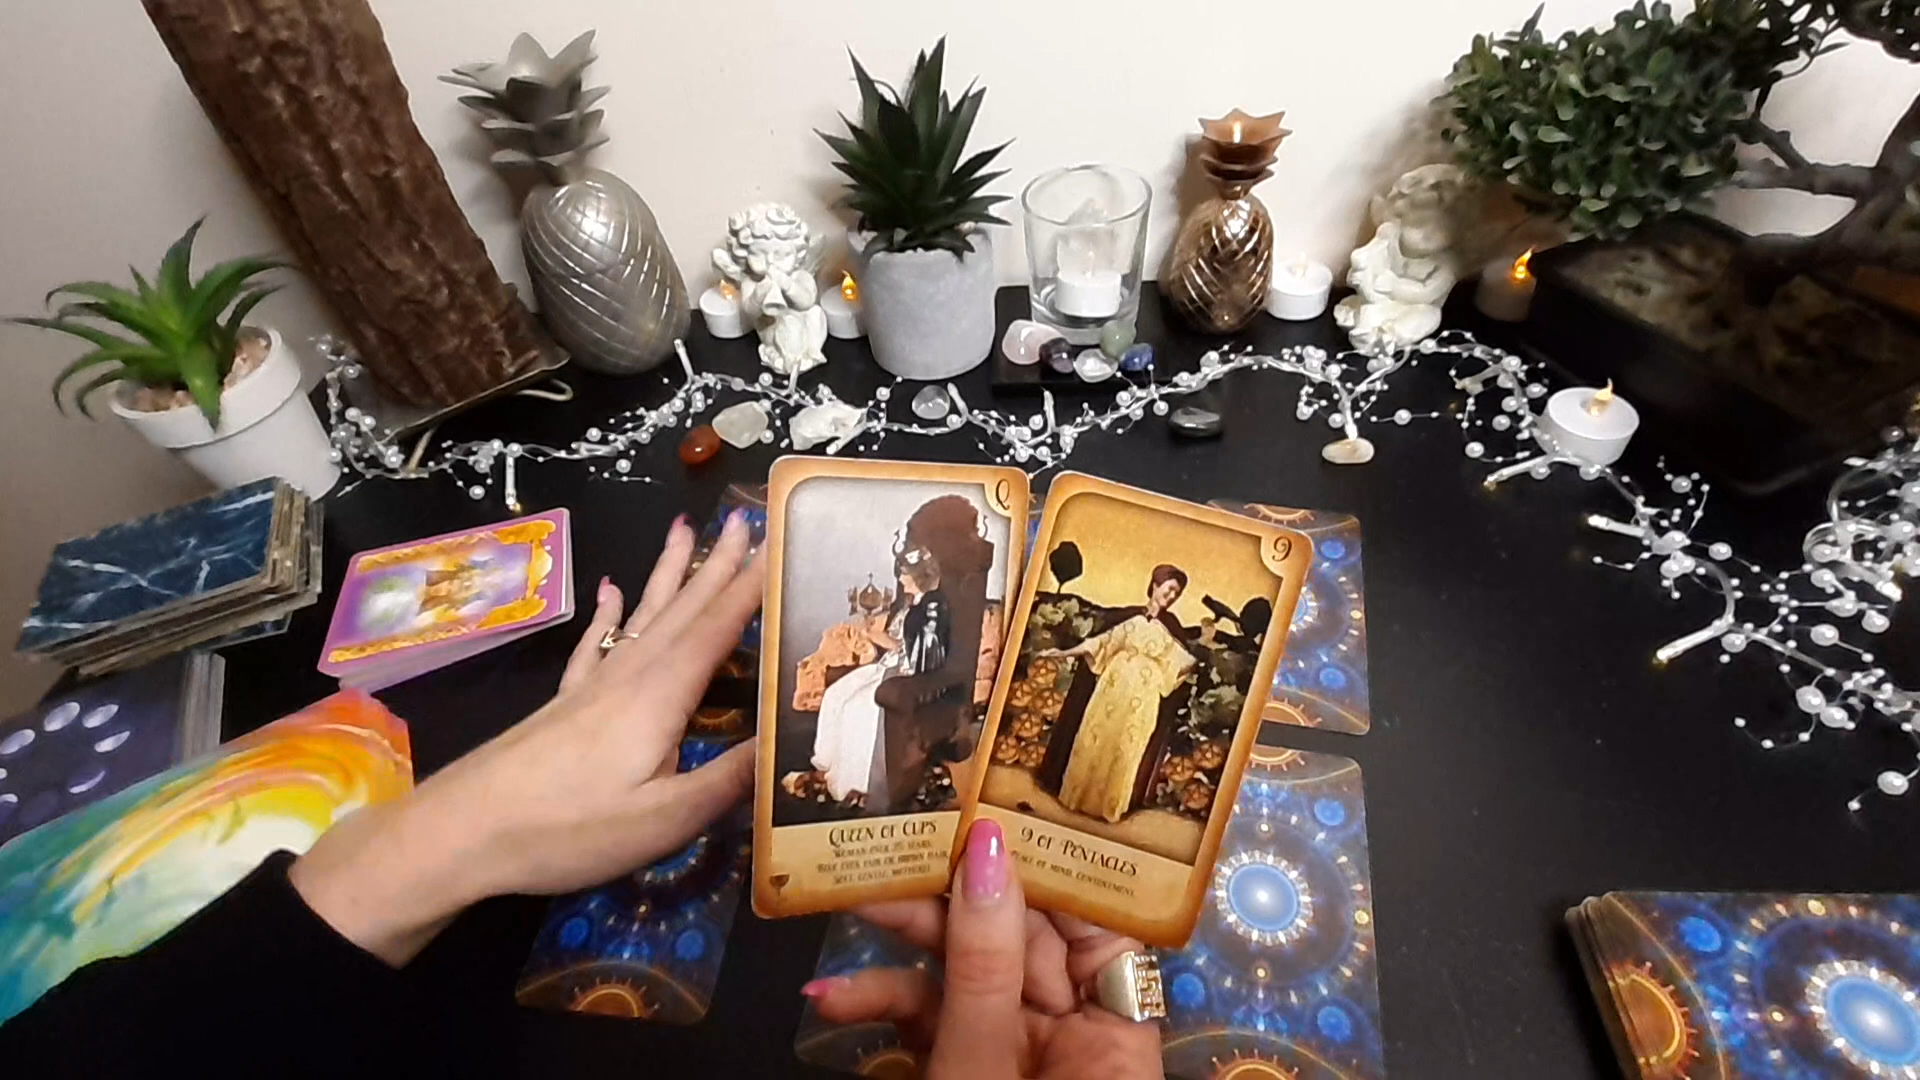 Q
QUEEN OF CUPS
WOMAN OVER 25 YEARS,
BLUE EYES, FAIR OR BROWN HAIR.
SOFT, GENTLE, MOTHERLY.
9
9 OF PENTACLES
PEACE OF MIND, CONTENTMENT.